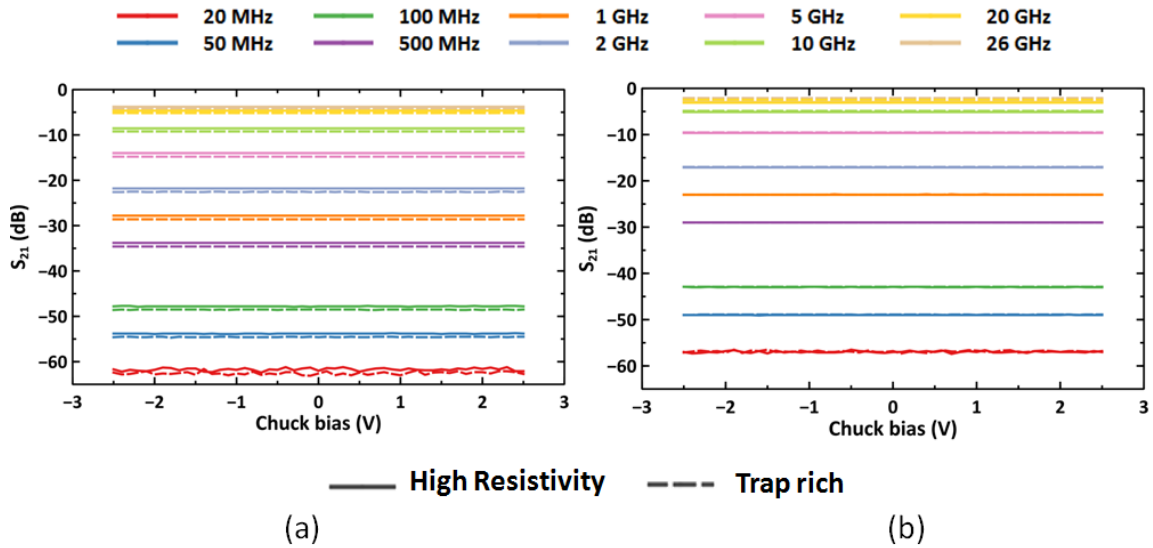 20 MHz 100 MHz 1 GHz 5 GHz 20 GHz
50 MHz 500 MHz 2 GHz 10 GHz 26 GHz
0
−10
−20
−30
−40
−50
−60
S21 (dB)
−3 −2 −1 0 1 2 3
Chuck bias (V)
0
−10
−20
−30
−40
−50
−60
S21 (dB)
−3 −2 −1 0 1 2 3
Chuck bias (V)
High Resistivity Trap rich
(a) (b)